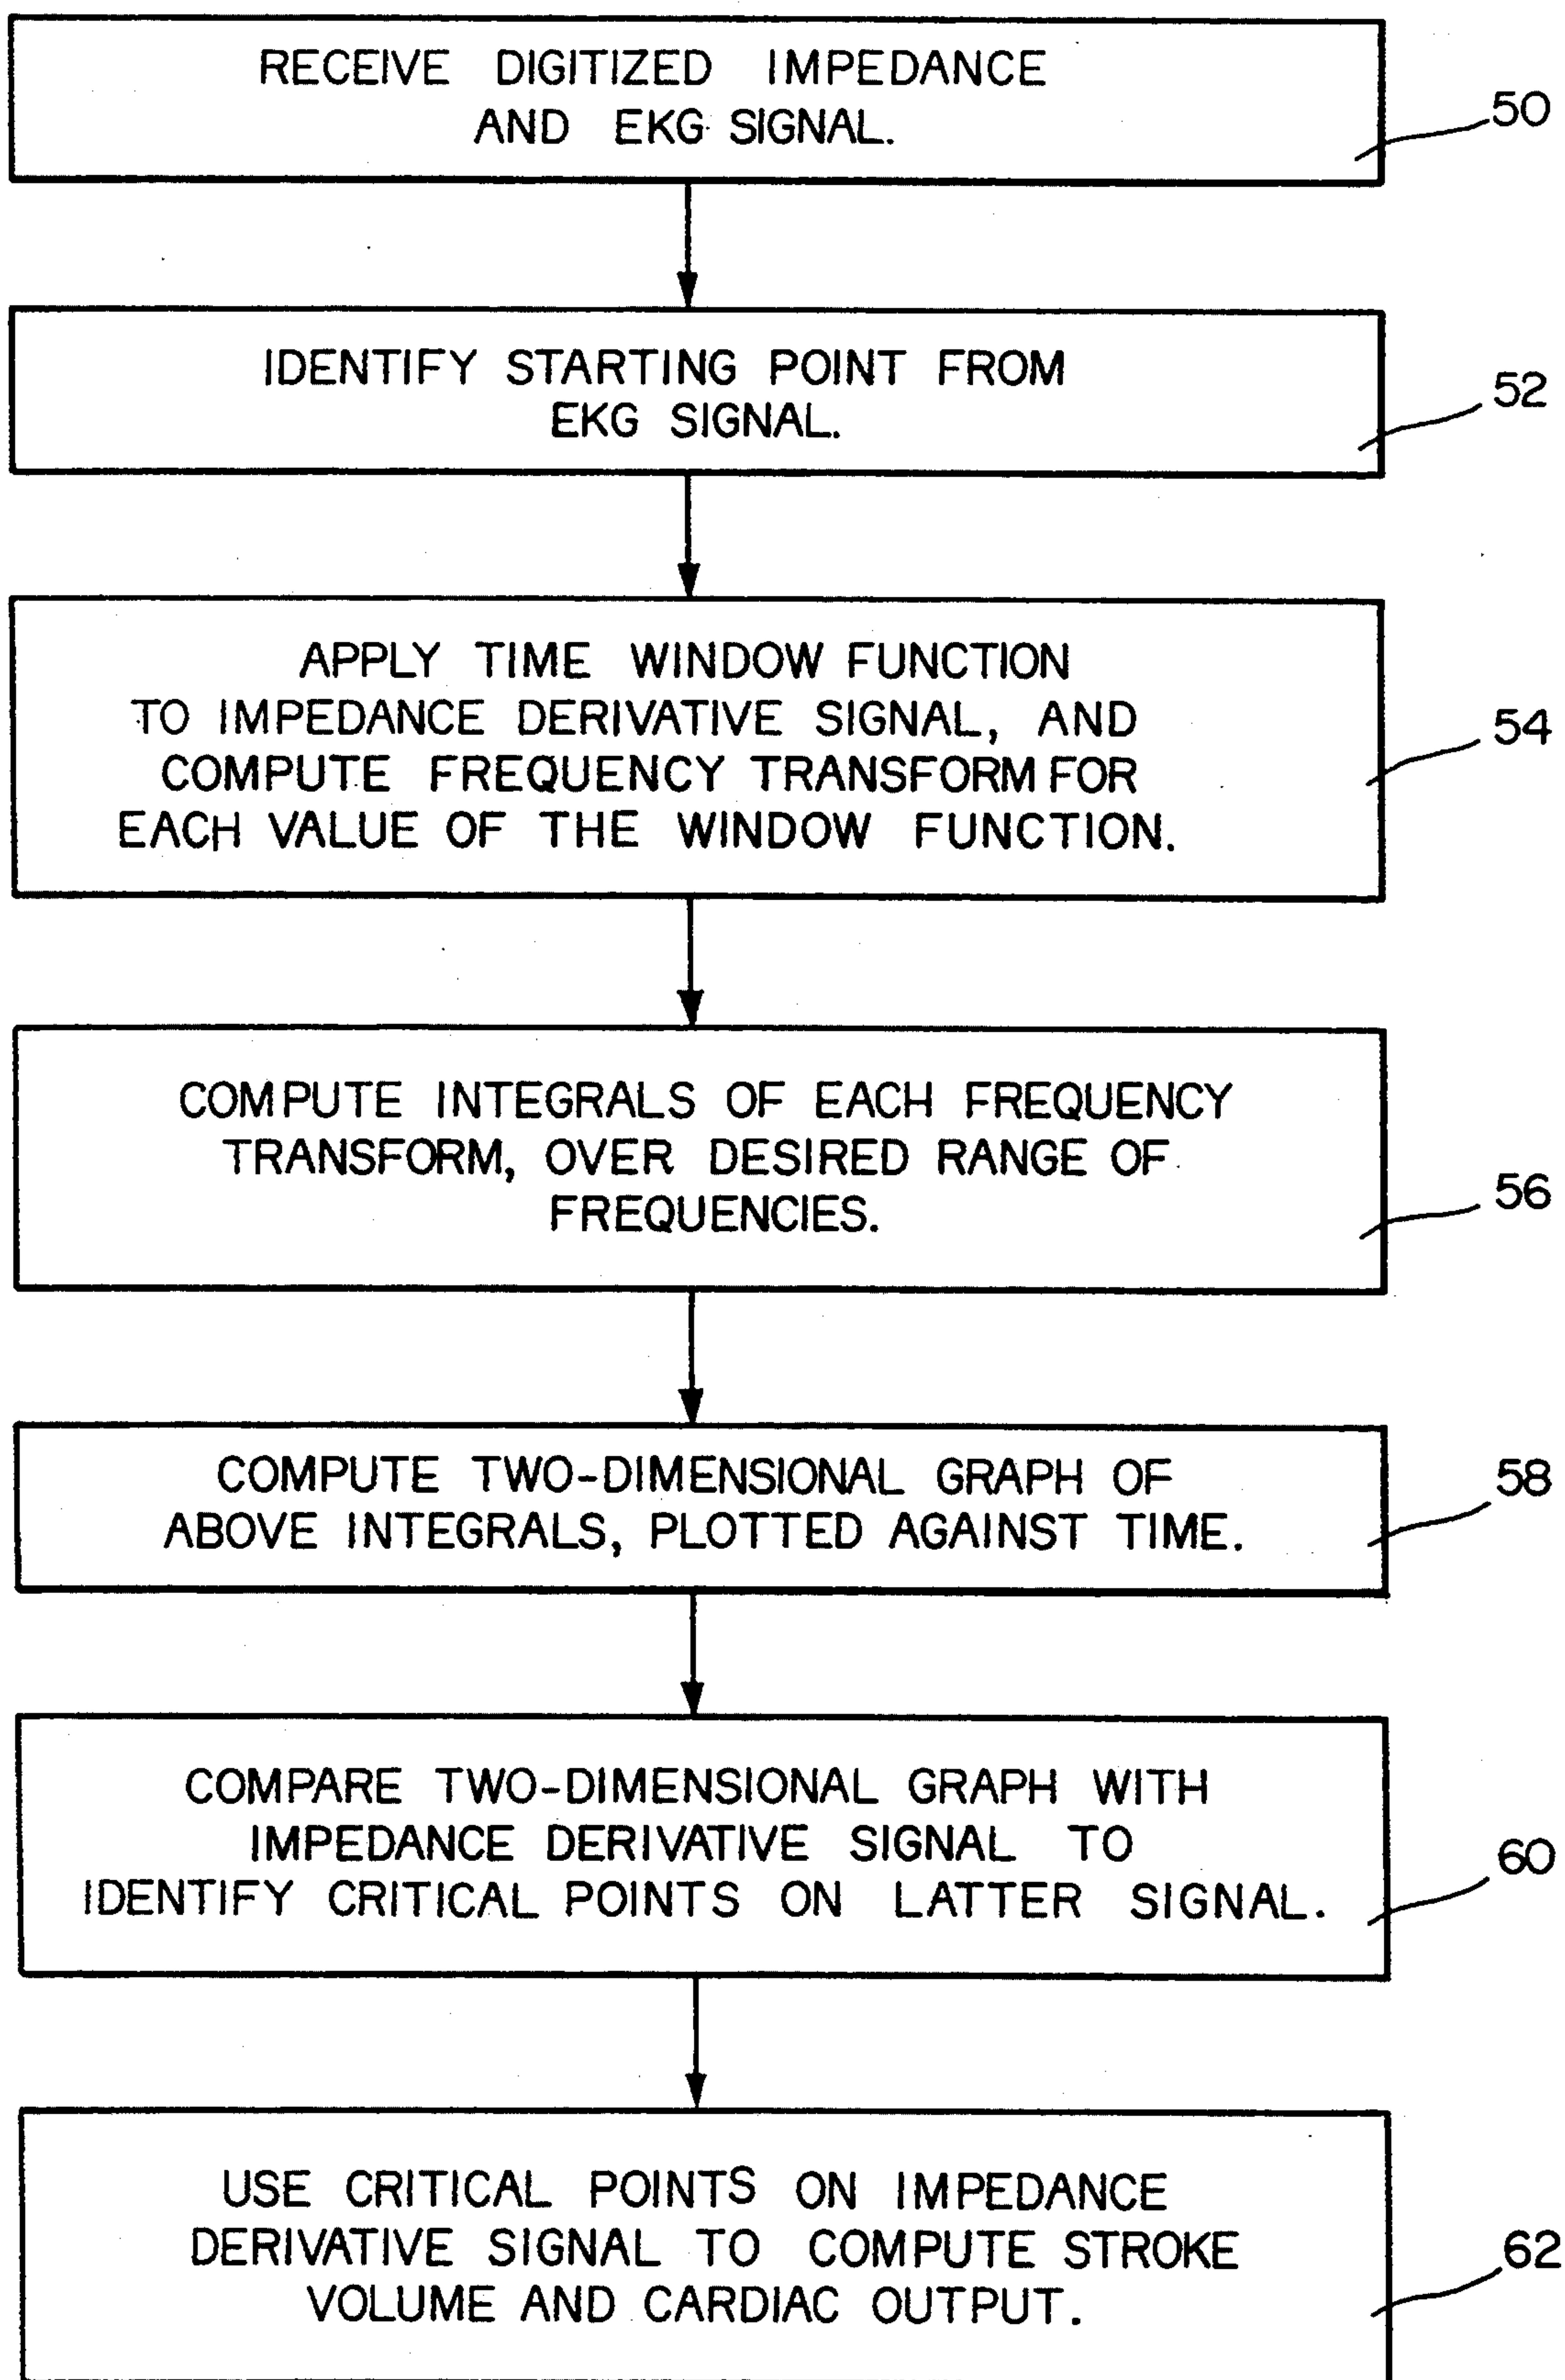 RECEIVE DIGITIZED IMPEDANCE
AND EKG SIGNAL.
50
IDENTIFY STARTING POINT FROM
EKG SIGNAL.
52
APPLY TIME WINDOW FUNCTION
TO IMPEDANCE DERIVATIVE SIGNAL, AND
COMPUTE FREQUENCY TRANSFORM FOR
EACH VALUE OF THE WINDOW FUNCTION.
54
COMPUTE INTEGRALS OF EACH FREQUENCY
TRANSFORM, OVER DESIRED RANGE OF
FREQUENCIES.
56
COMPUTE TWO-DIMENSIONAL GRAPH OF
ABOVE INTEGRALS, PLOTTED AGAINST TIME.
58
COMPARE TWO-DIMENSIONAL GRAPH WITH
IMPEDANCE DERIVATIVE SIGNAL TO
IDENTIFY CRITICAL POINTS ON LATTER SIGNAL.
60
USE CRITICAL POINTS ON IMPEDANCE
DERIVATIVE SIGNAL TO COMPUTE STROKE
VOLUME AND CARDIAC OUTPUT.
62